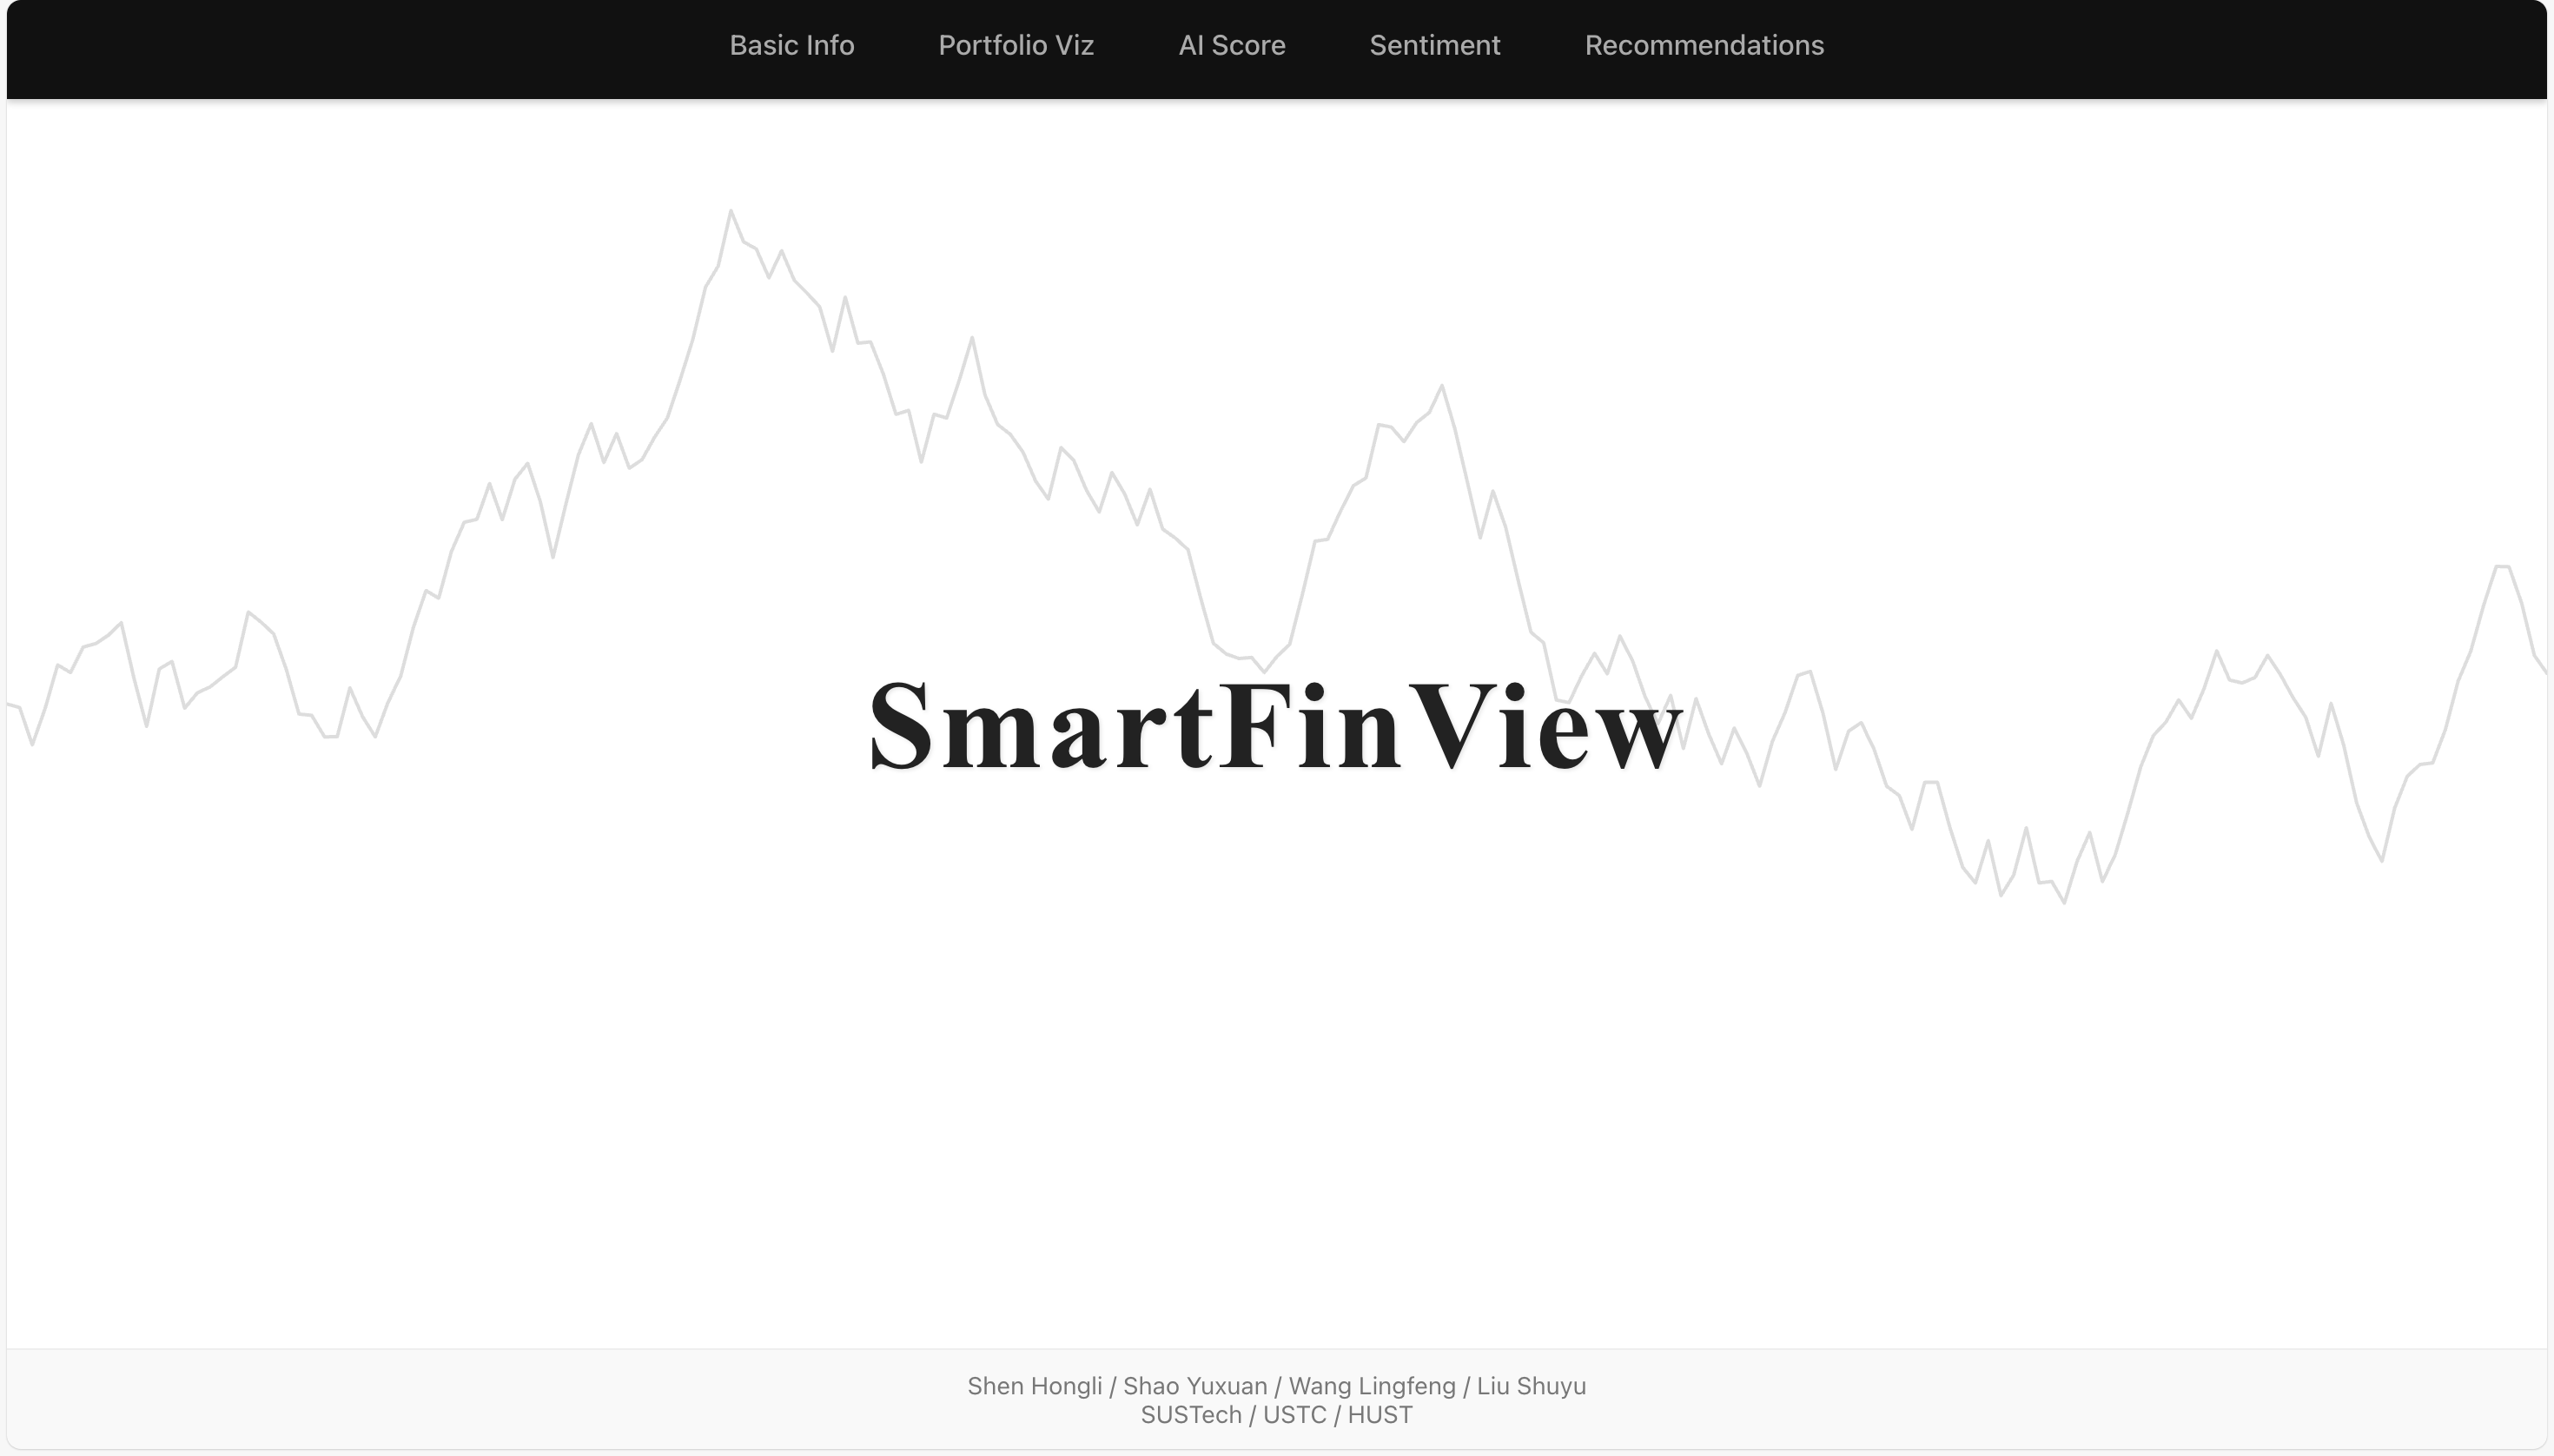 Basic Info Portfolio Viz AI Score Sentiment Recommendations
SmartFinView
Shen Hongli / Shao Yuxuan / Wang Lingfeng / Liu Shuyu
SUSTech / USTC / HUST